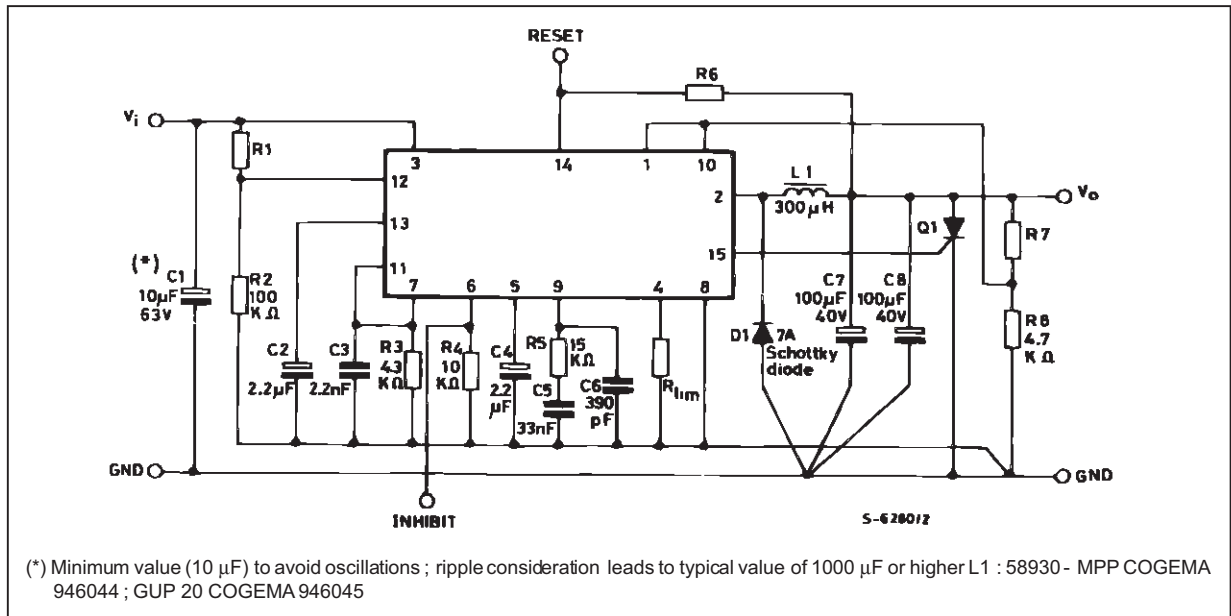 RESET
R6
Vi
R1
3
14
1
10
12
L1
2
300µH
Vo
13
Q1
R7
15
(*)
C1
11
10µF
63V
R2
100
KΩ
7
6
5
9
4
8
C7
100µF
40V
C8
100µF
40V
R8
4.7
KΩ
C2
2.2µF
C3
2.2nF
R3
4.3
KΩ
R4
10
KΩ
C4
2.2
µF
R5
15
KΩ
C5
33nF
C6
390
pF
Rlim
D1
7A
Schottky
diode
GND
GND
INHIBIT
S-6280/2
(*) Minimum value (10 µF) to avoid oscillations ; ripple consideration leads to typical value of 1000 µF or higher L1 : 58930 - MPP COGEMA
946044 ; GUP 20 COGEMA 946045